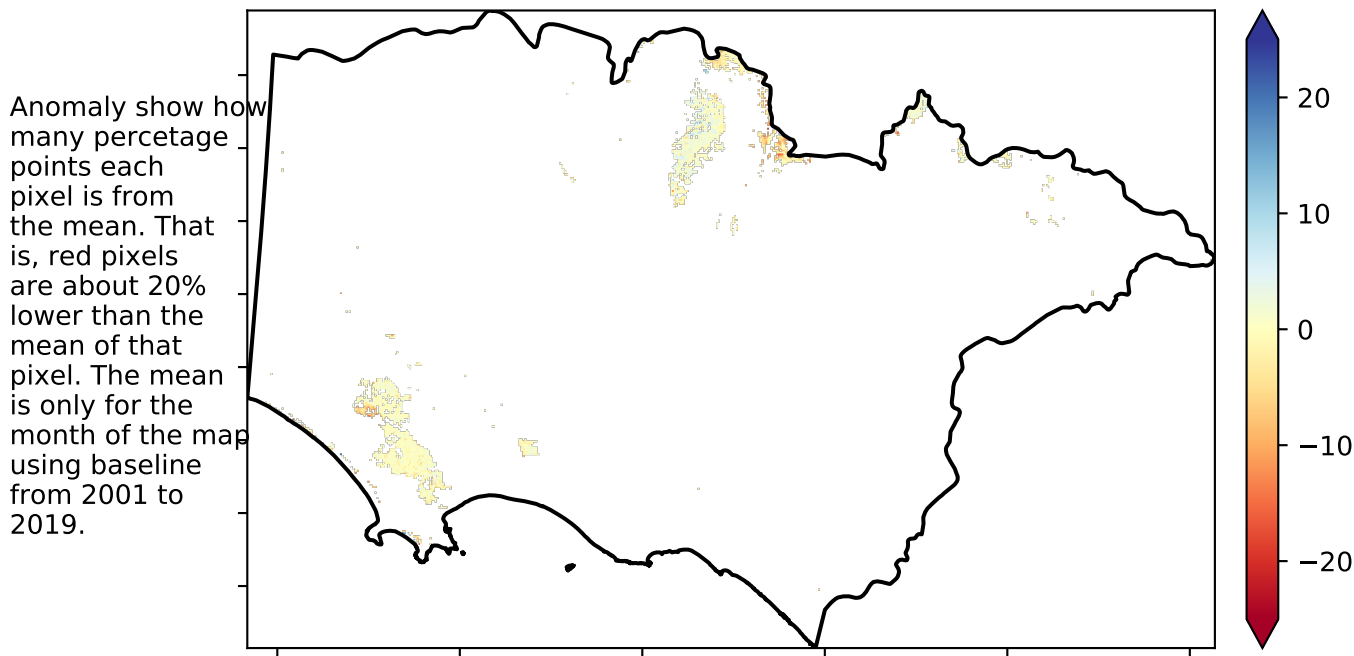 Anomaly show how
many percetage
points each
pixel is from
the mean. That
is, red pixels
are about 20%
lower than the
mean of that
pixel. The mean
is only for the
month of the map
using baseline
from 2001 to
2019.
20
10
0
−10
−20